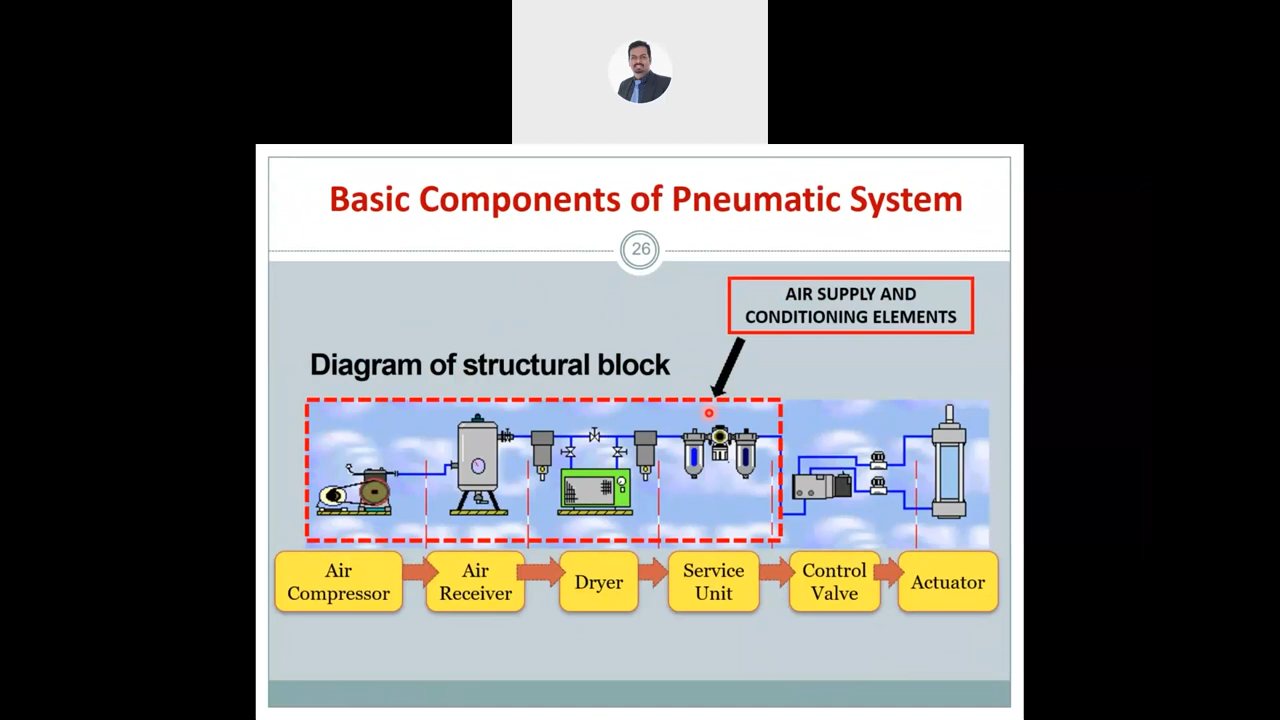 Basic Components of Pneumatic System
26
AIR SUPPLY AND
CONDITIONING ELEMENTS
Diagram of structural block
Air
Compressor
Air
Receiver
Dryer
Service
Unit
Control
Valve
Actuator